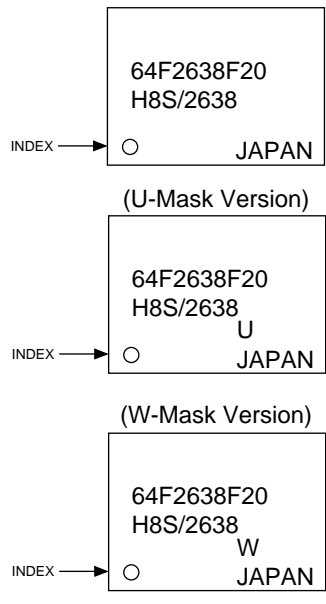 64F2638F20
H8S/2638
INDEX
JAPAN
(U-Mask Version)
64F2638F20
H8S/2638
U
INDEX
JAPAN
(W-Mask Version)
64F2638F20
H8S/2638
W
INDEX
JAPAN